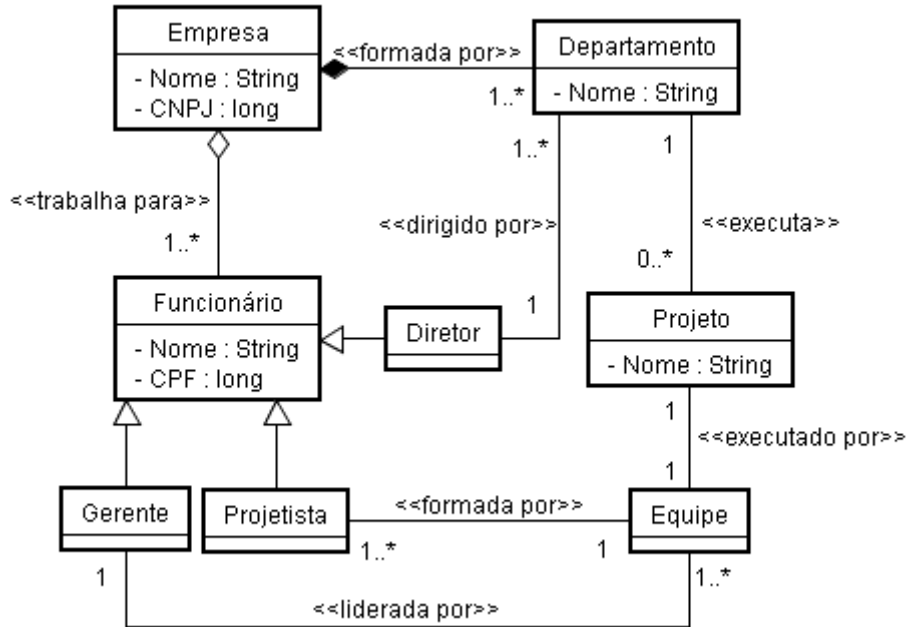 Empresa
- Nome : String
- CNPJ : long
<<formada por>>
1..*
Departamento
- Nome : String
1..*
1
<<trabalha para>>
1..*
<<dirigido por>>
1
<<executa>>
0..*
Funcionário
- Nome : String
- CPF : long
Diretor
Projeto
- Nome : String
1
<<executado por>>
1
Gerente
Projetista
<<formada por>>
1..*
1
Equipe
1
<<liderada por>>
1..*